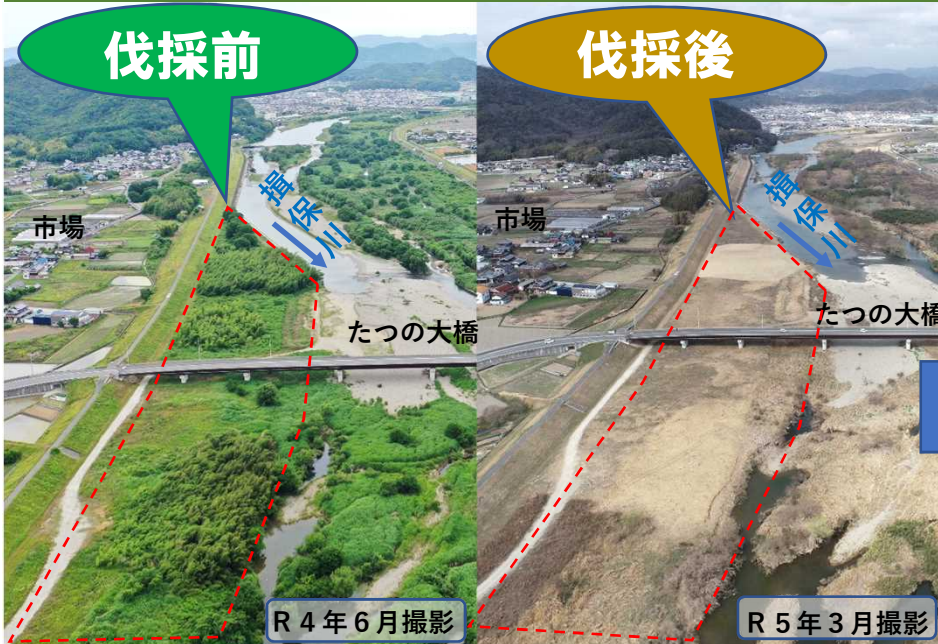 伐採前
揖保川
市場
たつの大橋
R4年6月撮影
伐採後
揖保川
市場
たつの大橋
R5年3月撮影